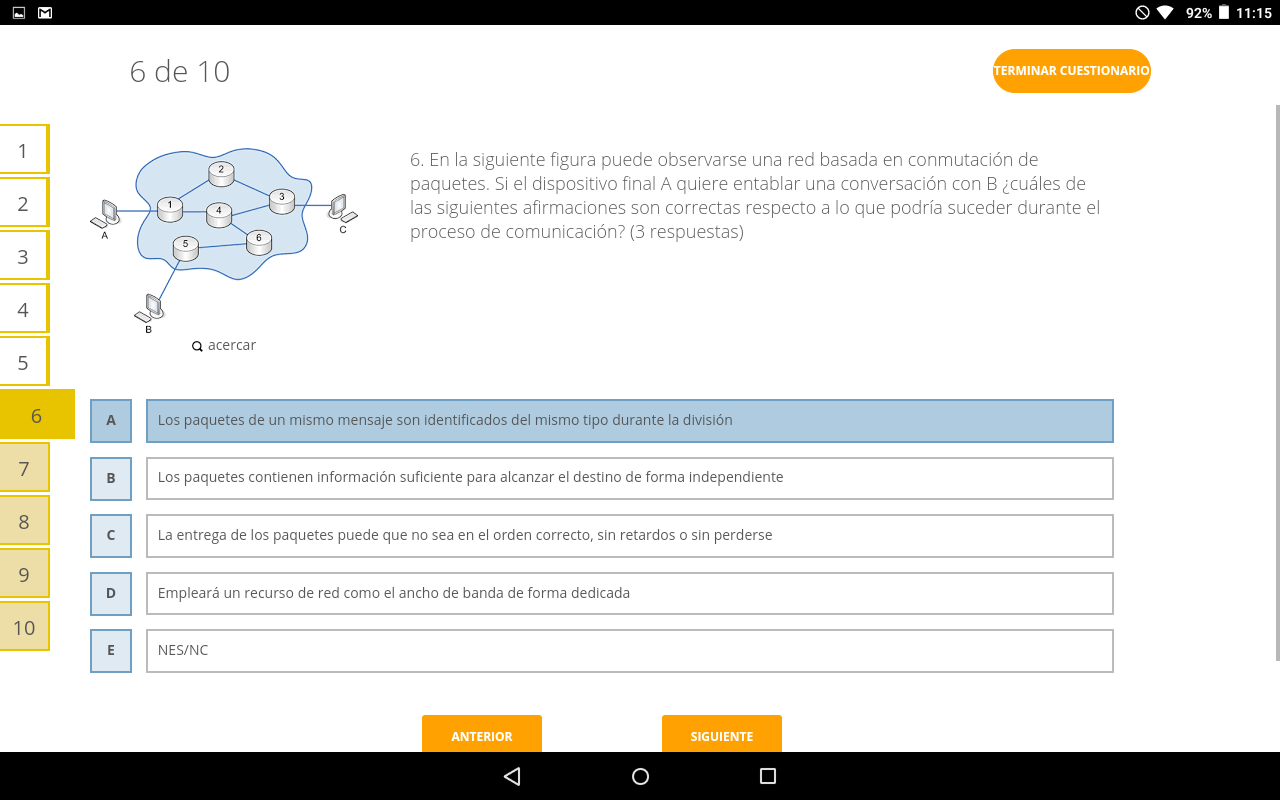 92% 11:15
6 de 10
TERMINAR CUESTIONARIO
1
2
3
4
5
6
7
8
9
10
2
1
4
3
5
6
A
C
B
acercar
6. En la siguiente figura puede observarse una red basada en conmutación de
paquetes. Si el dispositivo final A quiere entablar una conversación con B ¿cuáles de
las siguientes afirmaciones son correctas respecto a lo que podría suceder durante el
proceso de comunicación? (3 respuestas)
A Los paquetes de un mismo mensaje son identificados del mismo tipo durante la división
B Los paquetes contienen información suficiente para alcanzar el destino de forma independiente
C La entrega de los paquetes puede que no sea en el orden correcto, sin retardos o sin perderse
D Empleará un recurso de red como el ancho de banda de forma dedicada
E NES/NC
ANTERIOR SIGUIENTE